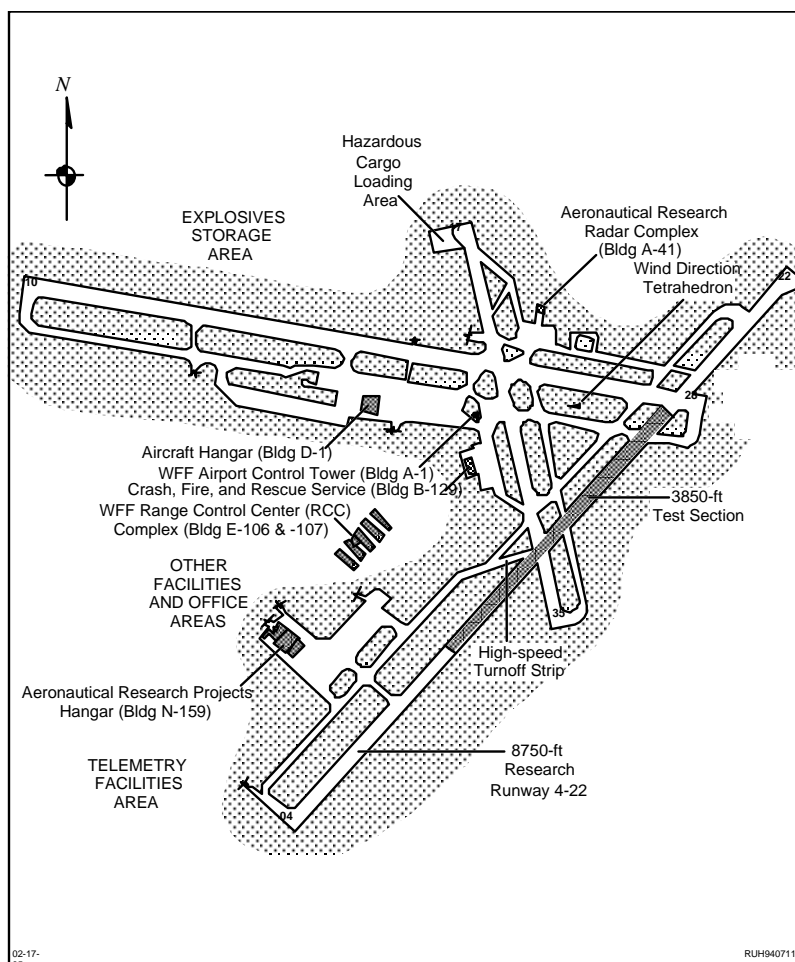 N
Hazardous
Cargo
Loading
Area
EXPLOSIVES
STORAGE
AREA
Aeronautical Research
Radar Complex
(Bldg A-41)
Wind Direction
Tetrahedron
17
10
22
28
Aircraft Hangar (Bldg D-1)
WFF Airport Control Tower (Bldg A-1)
Crash, Fire, and Rescue Service (Bldg B-129)
WFF Range Control Center (RCC)
Complex (Bldg E-106 & -107)
3850-ft
Test Section
OTHER
FACILITIES
AND OFFICE
AREAS
35
High-speed
Turnoff Strip
Aeronautical Research Projects
Hangar (Bldg N-159)
8750-ft
Research
Runway 4-22
TELEMETRY
FACILITIES
AREA
04
02-17-
RUH940711